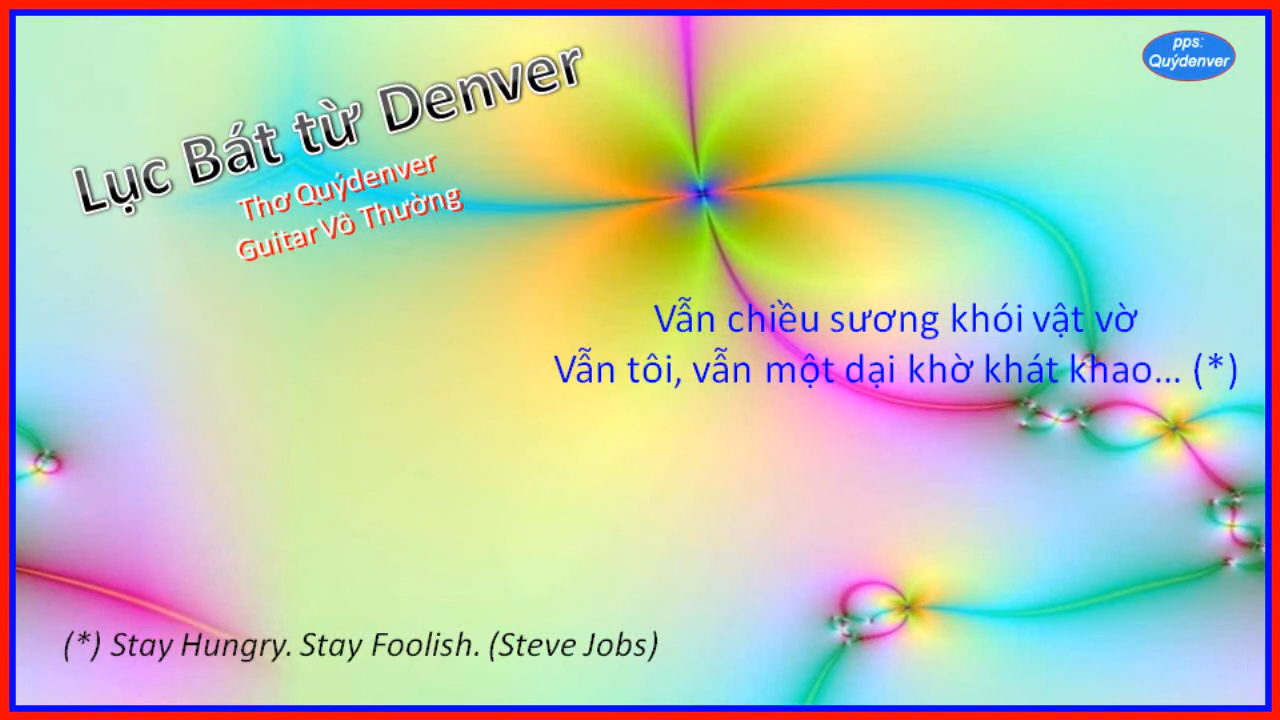 Lục Bát từ Denver
Thơ Quýdenver
Guitar Vô Thường
pps:
Quýdenver
Vẫn chiều sương khói vật vờ
Vẫn tôi, vẫn một dại khờ khát khao... (*)
(*) Stay Hungry. Stay Foolish. (Steve Jobs)